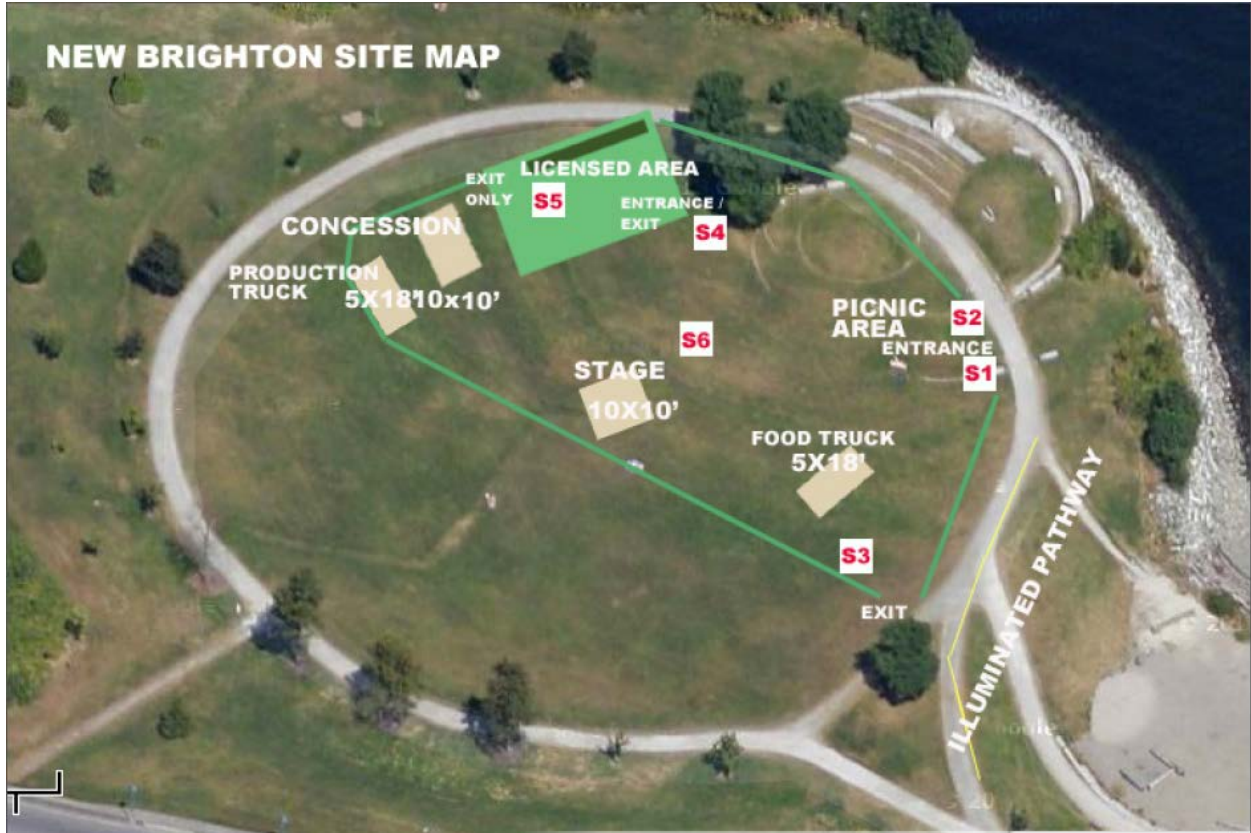 NEW BRIGHTON SITE MAP
LICENSED AREA
EXIT
ONLY
S5
ENTRANCE /
EXIT
S4
Google
CONCESSION
PRODUCTION
TRUCK
5X18'
10x10'
PICNIC
AREA
S2
ENTRANCE
S1
S6
STAGE
10X10'
FOOD TRUCK
5X18'
S3
EXIT
ILLUMINATED PATHWAY